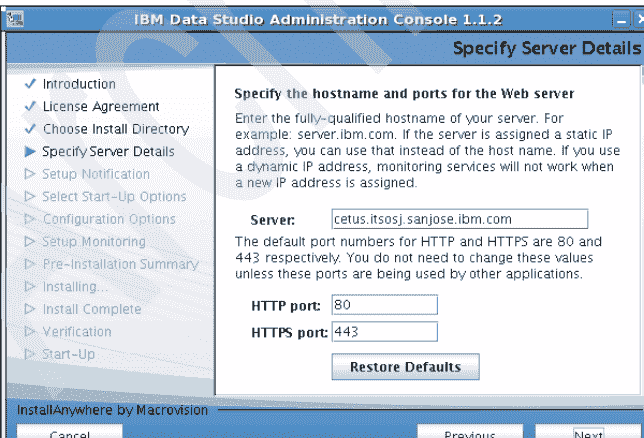 IBM Data Studio Administration Console 1.1.2
Specify Server Details
Introduction
License Agreement
Choose Install Directory
Specify Server Details
Setup Notification
Select Start-Up Options
Configuration Options
Setup Monitoring
Pre-Installation Summary
Installing...
Install Complete
Verification
Start-Up
Specify the hostname and ports for the Web server
Enter the fully-qualified hostname of your server. For
example: server.ibm.com. If the server is assigned a static IP
address, you can use that instead of the host name. If you use
a dynamic IP address, monitoring services will not work when
a new IP address is assigned.
Server: cetus.itsosj.sanjose.ibm.com
The default port numbers for HTTP and HTTPS are 80 and
443 respectively. You do not need to change these values
unless these ports are being used by other applications.
HTTP port: 80
HTTPS port: 443
Restore Defaults
InstallAnywhere by Macrovision
Cancel Previous Next